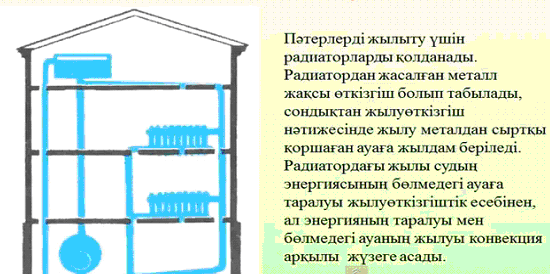 Пәтерлерді жылыту үшін
радиаторларды қолданады.
Радиатордан жасалған металл
жақсы өткізгіш болып табылады,
сондықтан жылуөткізгіш
нәтижесінде жылу металдан сыртқы
қоршаған ауаға жылдам беріледі.
Радиатордағы жылы судың
энергиясының бөлмедегі ауаға
таралуы жылуөткізгіштік есебінен,
ал энергияның таралуы мен
бөлмедегі ауаның жылуы конвекция
арқылы жүзеге асады.